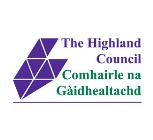 The Highland
Council
Comhairle na
Gàidhealtachd